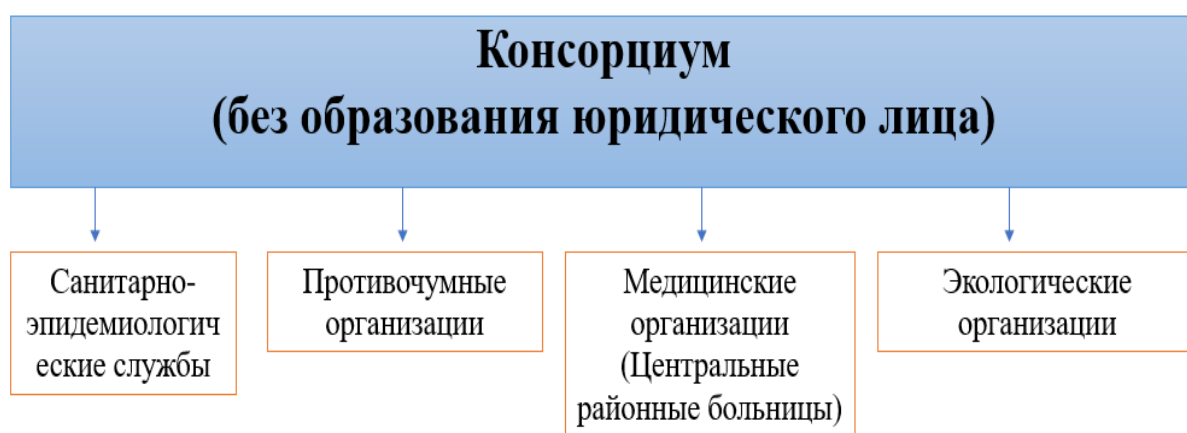 Консорциум
(без образования юридического лица)
Санитарно-
эпидемиологич
еские службы
Противочумные
организации
Медицинские
организации
(Центральные
районные больницы)
Экологические
организации